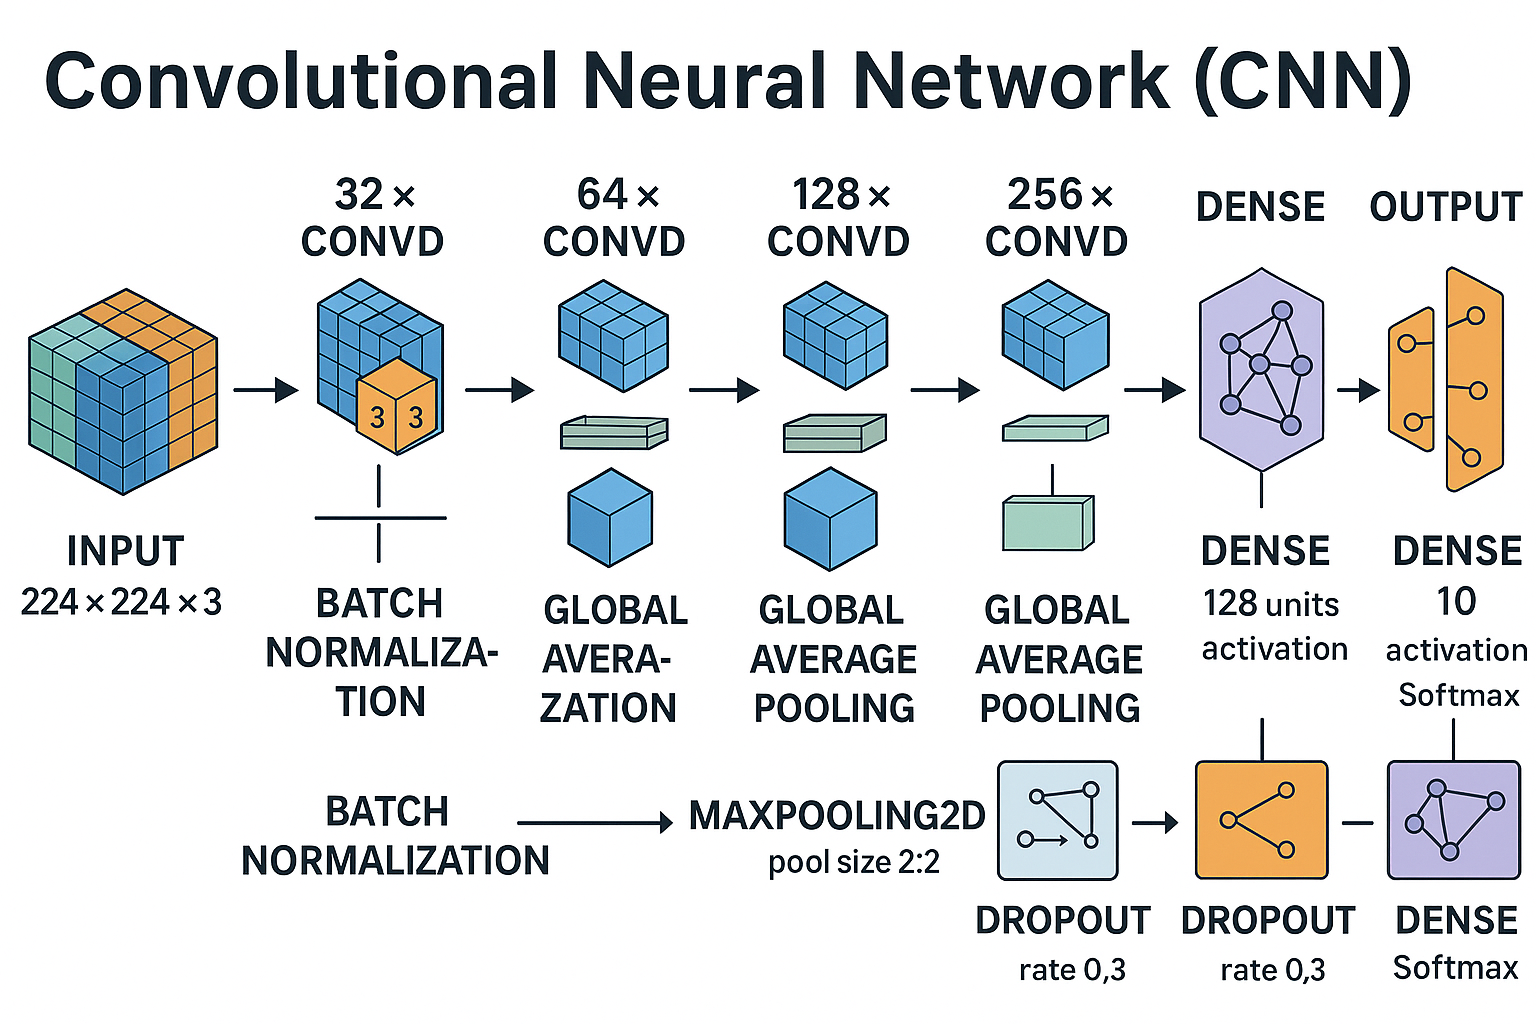 Convolutional Neural Network (CNN)
32 ×
CONVD
64 ×
CONVD
128 ×
CONVD
256 ×
CONVD
DENSE
OUTPUT
3 3
INPUT
224 × 224 × 3
BATCH
NORMALIZA-
TION
GLOBAL
AVERA-
ZATION
GLOBAL
AVERAGE
POOLING
GLOBAL
AVERAGE
POOLING
DENSE
128 units
activation
DENSE
10
activation
Softmax
BATCH
NORMALIZATION
MAXPOOLING2D
pool size 2:2
DROPOUT
rate 0,3
DROPOUT
rate 0,3
DENSE
Softmax